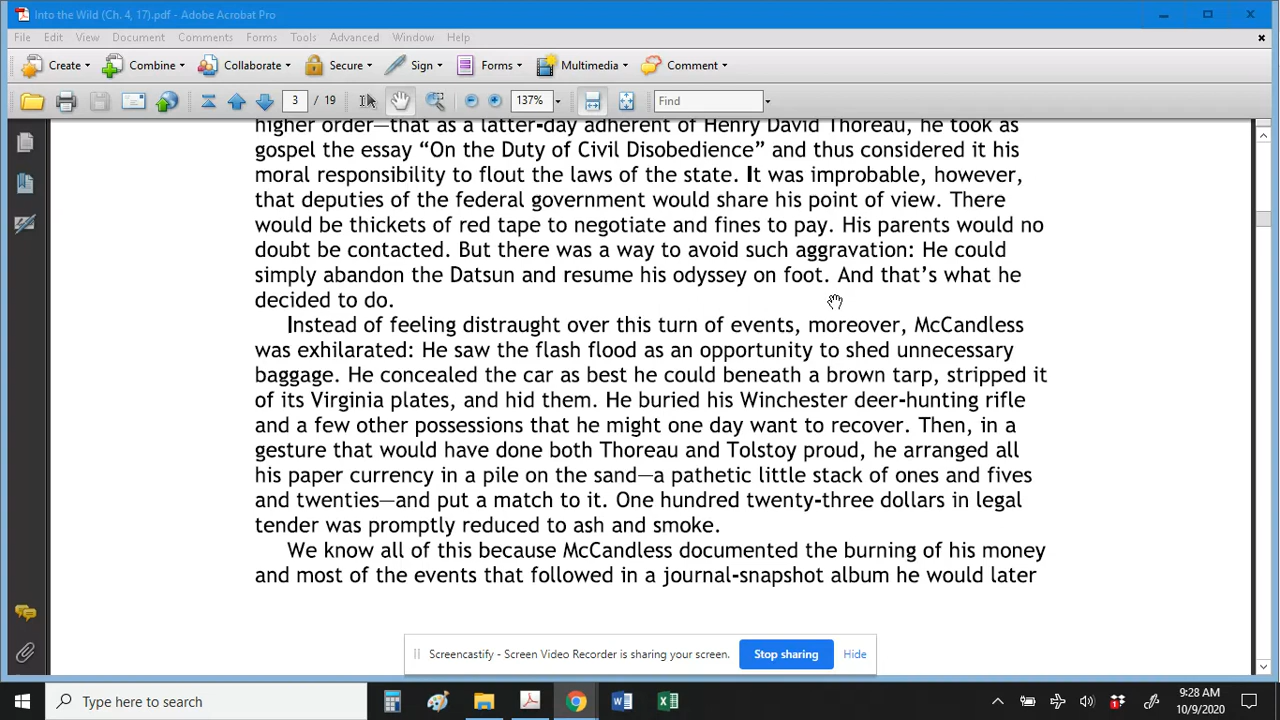 Into the Wild (Ch. 4, 17).pdf - Adobe Acrobat Pro
File Edit View Document Comments Forms Tools Advanced Window Help
Create Combine Collaborate Secure Sign Forms Multimedia Comment
3 / 19 137% Find
higher order—that as a latter-day adherent of Henry David Thoreau, he took as
gospel the essay “On the Duty of Civil Disobedience” and thus considered it his
moral responsibility to flout the laws of the state. It was improbable, however,
that deputies of the federal government would share his point of view. There
would be thickets of red tape to negotiate and fines to pay. His parents would no
doubt be contacted. But there was a way to avoid such aggravation: He could
simply abandon the Datsun and resume his odyssey on foot. And that’s what he
decided to do.
Instead of feeling distraught over this turn of events, moreover, McCandless
was exhilarated: He saw the flash flood as an opportunity to shed unnecessary
baggage. He concealed the car as best he could beneath a brown tarp, stripped it
of its Virginia plates, and hid them. He buried his Winchester deer-hunting rifle
and a few other possessions that he might one day want to recover. Then, in a
gesture that would have done both Thoreau and Tolstoy proud, he arranged all
his paper currency in a pile on the sand—a pathetic little stack of ones and fives
and twenties—and put a match to it. One hundred twenty-three dollars in legal
tender was promptly reduced to ash and smoke.
We know all of this because McCandless documented the burning of his money
and most of the events that followed in a journal-snapshot album he would later
Screencastify - Screen Video Recorder is sharing your screen. Stop sharing Hide
Type here to search
9:28 AM
10/9/2020